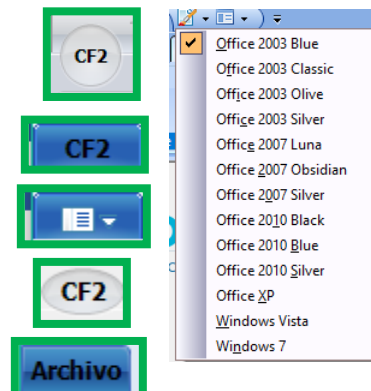 CF2
CF2
CF2
Archivo
Office 2003 Blue
Office 2003 Classic
Office 2003 Olive
Office 2003 Silver
Office 2007 Luna
Office 2007 Obsidian
Office 2007 Silver
Office 2010 Black
Office 2010 Blue
Office 2010 Silver
Office XP
Windows Vista
Windows 7